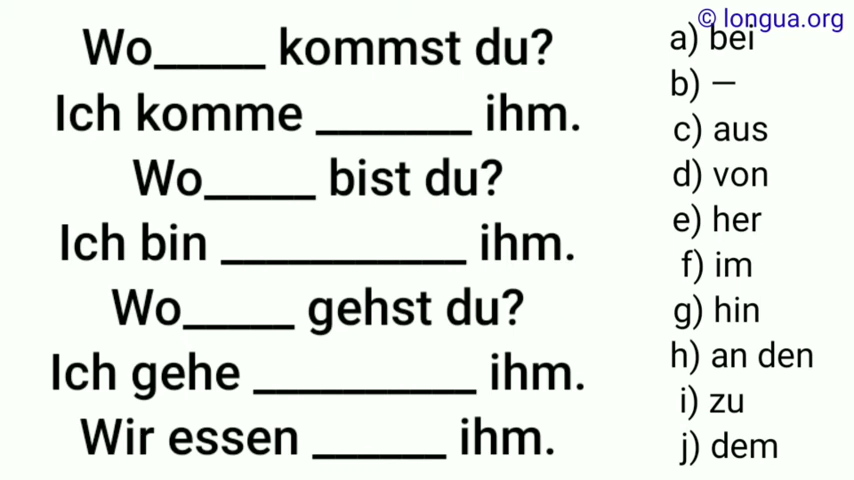 © longua.org
Wo_____ kommst du?
Ich komme _______ ihm.
Wo_____ bist du?
Ich bin ___________ ihm.
Wo_____ gehst du?
Ich gehe __________ ihm.
Wir essen ______ ihm.
a) bei
b) –
c) aus
d) von
e) her
f) im
g) hin
h) an den
i) zu
j) dem